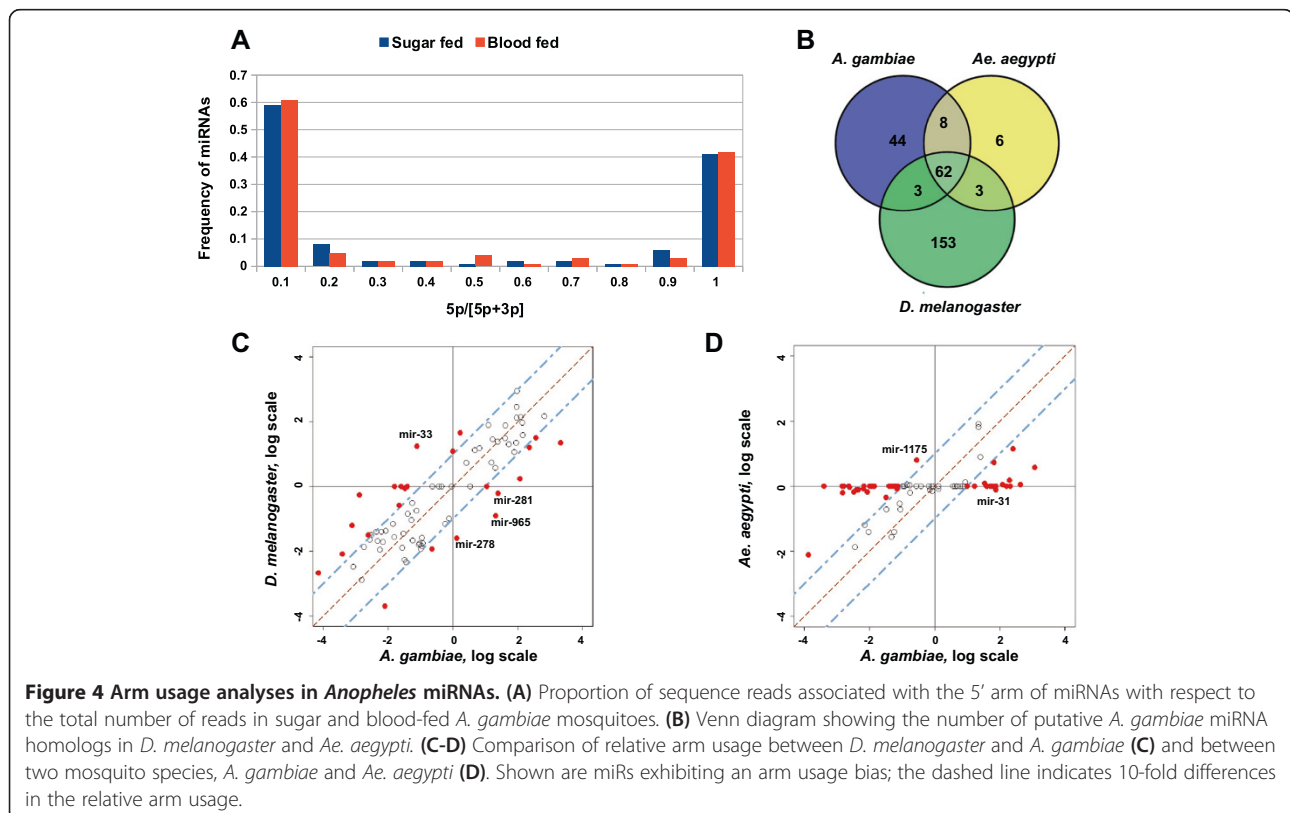 A
Sugar fed
Blood fed
Frequency of miRNAs
0.7
0.6
0.5
0.4
0.3
0.2
0.1
0
0.1 0.2 0.3 0.4 0.5 0.6 0.7 0.8 0.9 1
5p/[5p+3p]
B
A. gambiae
Ae. aegypti
44
8
6
62
3
3
153
D. melanogaster
C
D. melanogaster, log scale
4
2
0
-2
-4
mir-33
mir-281
mir-965
mir-278
-4 -2 0 2 4
A. gambiae, log scale
D
Ae. aegypti, log scale
4
2
0
-2
-4
mir-1175
mir-31
-4 -2 0 2 4
A. gambiae, log scale
Figure 4 Arm usage analyses in Anopheles miRNAs. (A) Proportion of sequence reads associated with the 5′ arm of miRNAs with respect to
the total number of reads in sugar and blood-fed A. gambiae mosquitoes. (B) Venn diagram showing the number of putative A. gambiae miRNA
homologs in D. melanogaster and Ae. aegypti. (C-D) Comparison of relative arm usage between D. melanogaster and A. gambiae (C) and between
two mosquito species, A. gambiae and Ae. aegypti (D). Shown are miRs exhibiting an arm usage bias; the dashed line indicates 10-fold differences
in the relative arm usage.